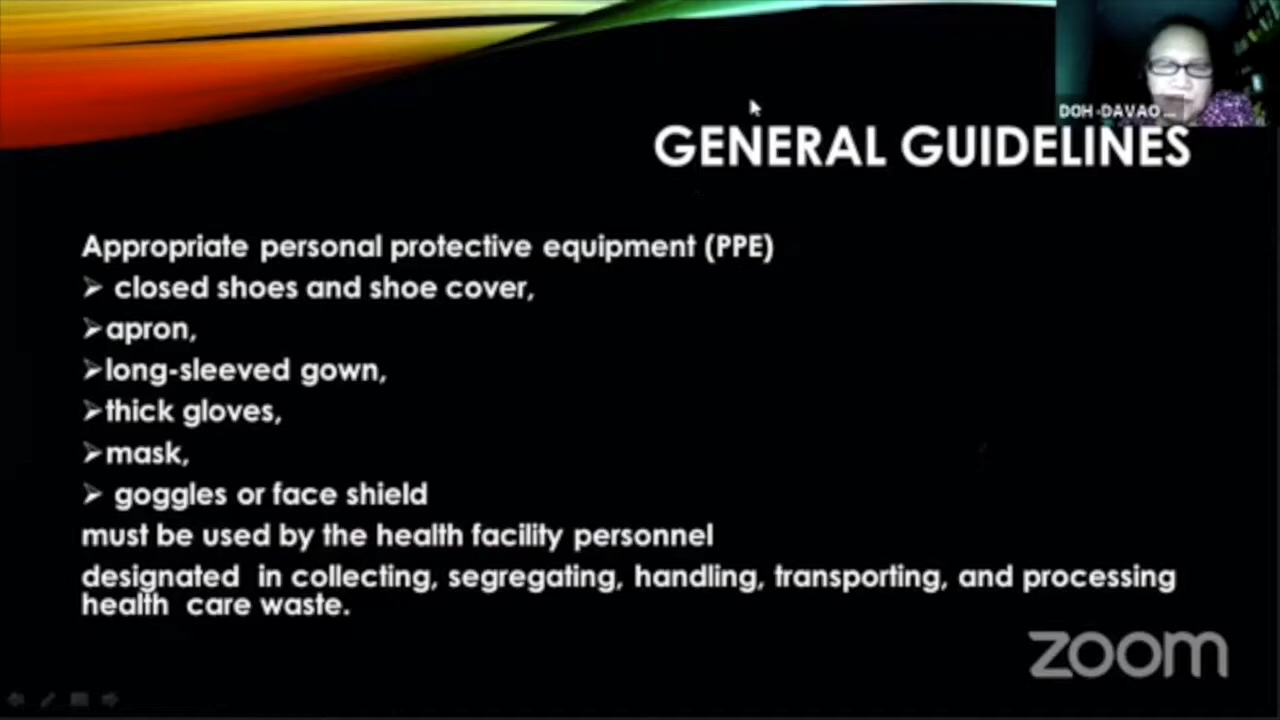 DOH-DAVAO ...
GENERAL GUIDELINES
Appropriate personal protective equipment (PPE)
➢ closed shoes and shoe cover,
➢apron,
➢long-sleeved gown,
➢thick gloves,
➢mask,
➢ goggles or face shield
must be used by the health facility personnel
designated in collecting, segregating, handling, transporting, and processing
health care waste.
zoom